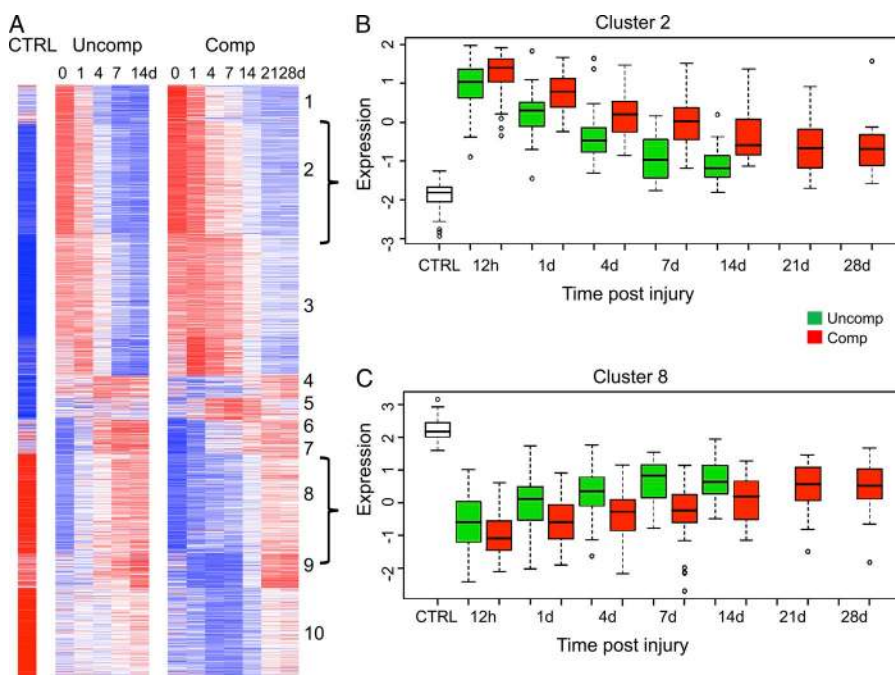 A
CTRL Uncomp Comp
0 1 4 7 14d 0 1 4 7 14 21 28d
1
2
3
4
5
6
7
8
9
10
B
Cluster 2
Expression
2
1
0
-1
-2
-3
CTRL 12h 1d 4d 7d 14d 21d 28d
Time post injury
Uncomp
Comp
C
Cluster 8
Expression
3
2
1
0
-1
-2
CTRL 12h 1d 4d 7d 14d 21d 28d
Time post injury